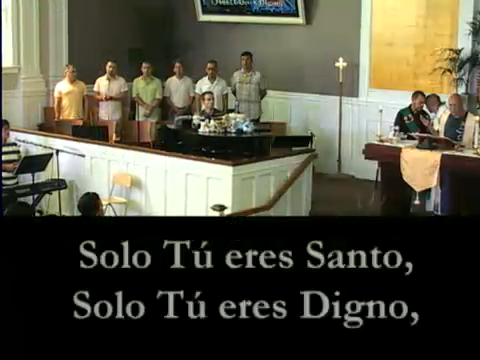 Solo Tú eres Santo,
Solo Tú eres Digno,